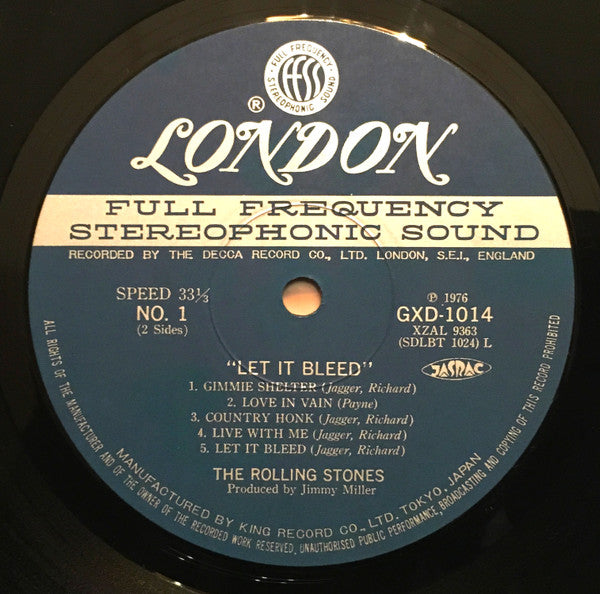 FULL FREQUENCY
FFSS
STEREOPHONIC SOUND
®
LONDON
FULL FREQUENCY
STEREOPHONIC SOUND
RECORDED BY THE DECCA RECORD CO., LTD. LONDON, S.E.I., ENGLAND
SPEED 33⅓
NO. 1
(2 Sides)
℗ 1976
GXD-1014
XZAL 9363
(SDLBT 1024) L
JASRAC
"LET IT BLEED"
1. GIMMIE SHELTER (Jagger, Richard)
2. LOVE IN VAIN (Payne)
3. COUNTRY HONK (Jagger, Richard)
4. LIVE WITH ME (Jagger, Richard)
5. LET IT BLEED (Jagger, Richard)
THE ROLLING STONES
Produced by Jimmy Miller
MANUFACTURED BY KING RECORD CO., LTD. TOKYO, JAPAN
ALL RIGHTS OF THE MANUFACTURER AND OF THE OWNER OF THE RECORDED WORK RESERVED, UNAUTHORISED PUBLIC PERFORMANCE, BROADCASTING AND COPYING OF THIS RECORD PROHIBITED